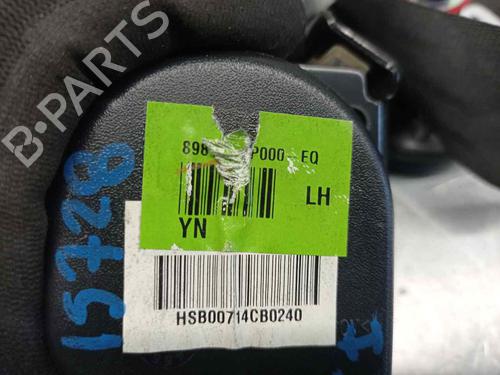 B-PARTS
898 P000 EQ
LH
YN
HSB00714CB0240
15728